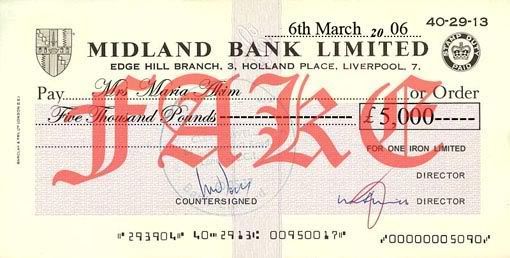 6th March 20 06
40-29-13
MIDLAND BANK LIMITED
STAMP DUTY PAID
EDGE HILL BRANCH, 3, HOLLAND PLACE, LIVERPOOL, 7.
Pay Mrs Maria Akim or Order
Five Thousand Pounds £ 5,000
FAKE
FOR ONE IRON LIMITED
DIRECTOR
COUNTERSIGNED DIRECTOR
⑈293904⑈ 40⑉2913⑆ 00950017⑈ ⑈00000005090⑈